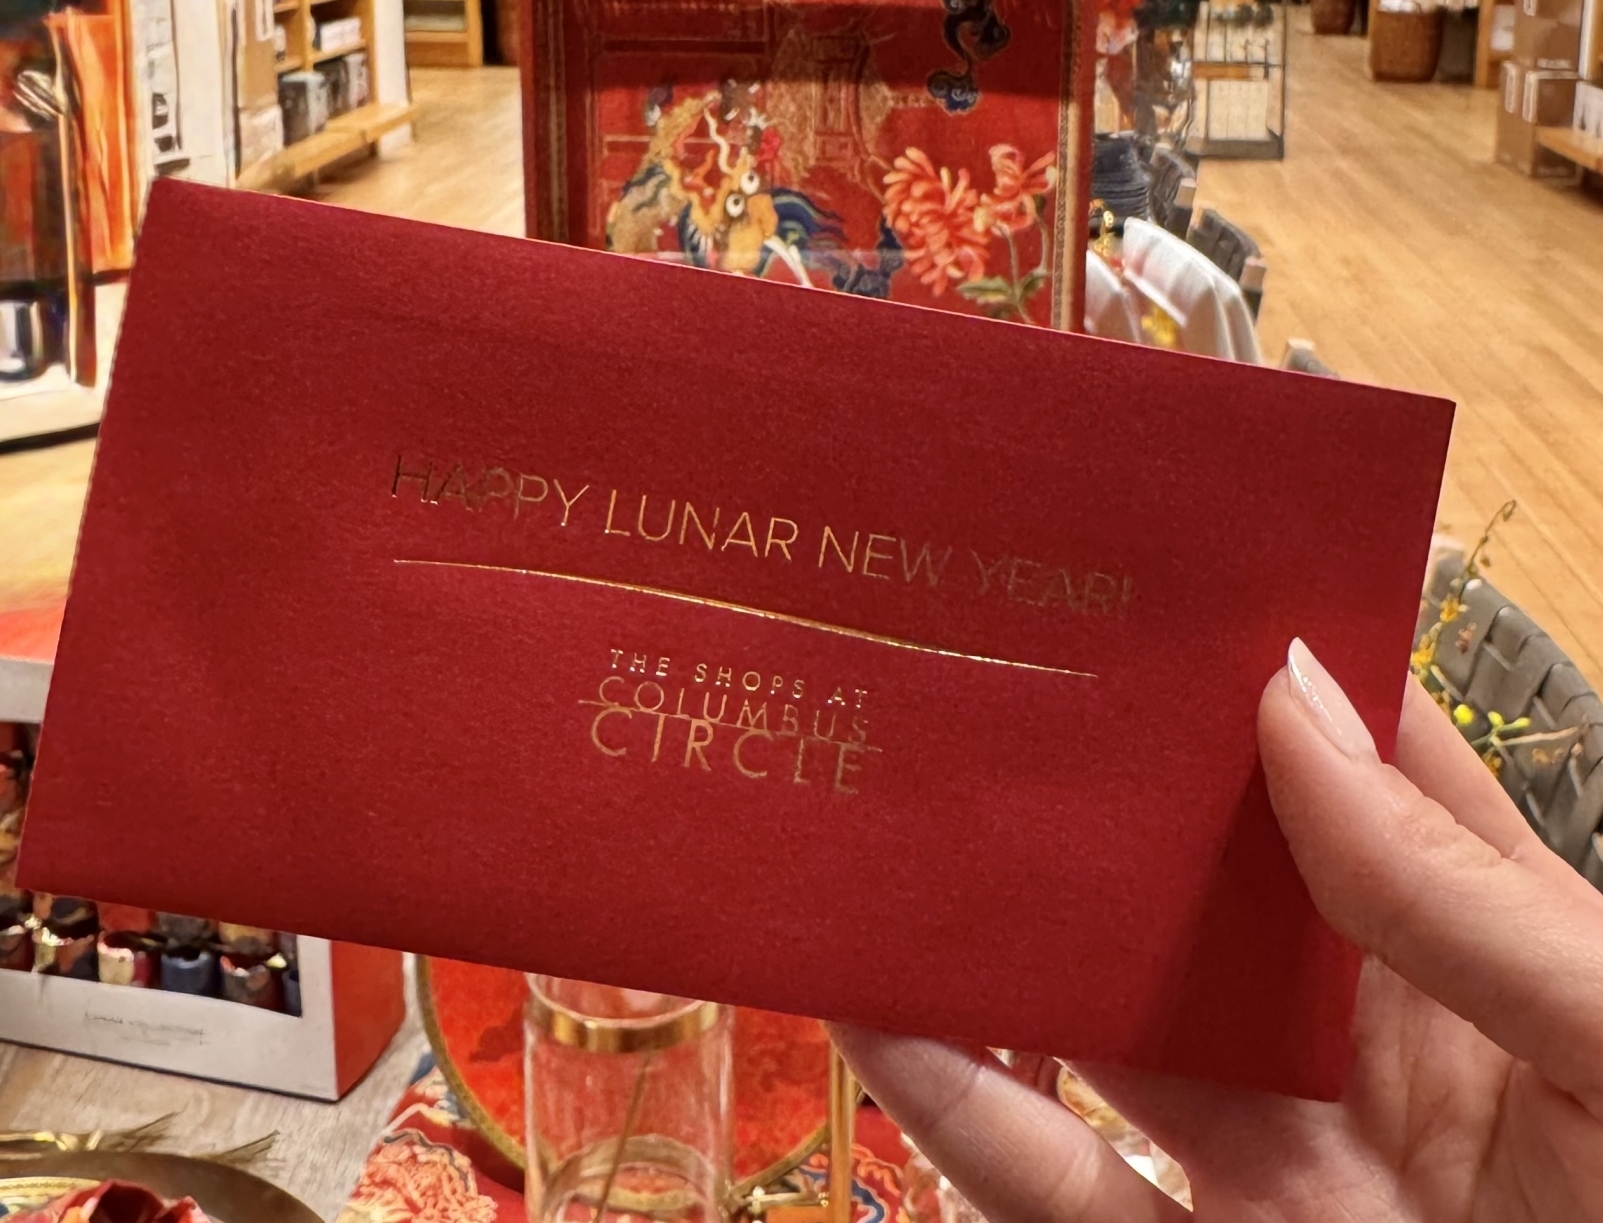 HAPPY LUNAR NEW YEAR!
THE SHOPS AT
COLUMBUS
CIRCLE